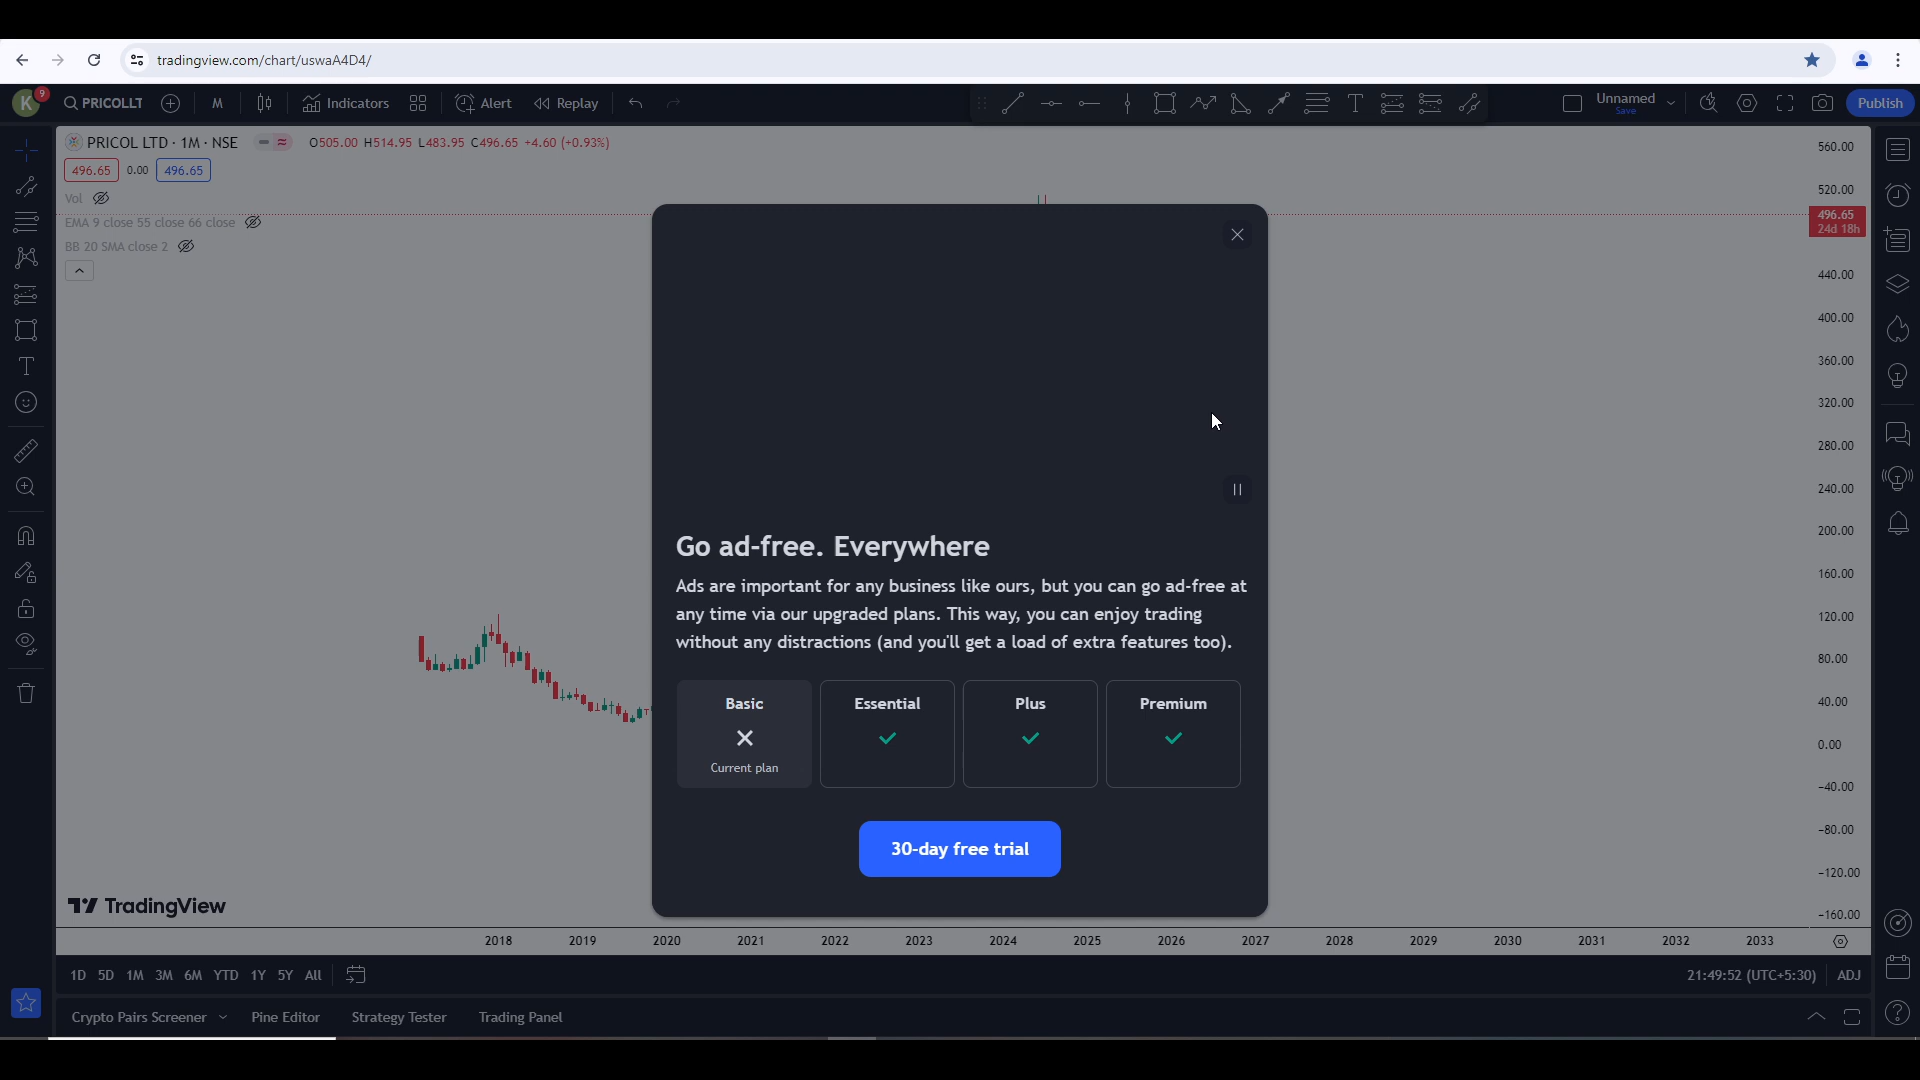 tradingview.com/chart/uswaA4D4/
K 9 PRICOLLT M Indicators Alert Replay Unnamed Save Publish
PRICOL LTD · 1M · NSE O505.00 H514.95 L483.95 C496.65 +4.60 (+0.93%)
496.65 0.00 496.65
Vol
EMA 9 close 55 close 66 close
BB 20 SMA close 2
560.00
520.00
496.65
24d 18h
440.00
400.00
360.00
320.00
280.00
240.00
200.00
160.00
120.00
80.00
40.00
0.00
-40.00
-80.00
-120.00
-160.00
Go ad-free. Everywhere
Ads are important for any business like ours, but you can go ad-free at
any time via our upgraded plans. This way, you can enjoy trading
without any distractions (and you'll get a load of extra features too).
Basic Essential Plus Premium
Current plan
30-day free trial
TradingView
2018 2019 2020 2021 2022 2023 2024 2025 2026 2027 2028 2029 2030 2031 2032 2033
1D 5D 1M 3M 6M YTD 1Y 5Y All 21:49:52 (UTC+5:30) ADJ
Crypto Pairs Screener Pine Editor Strategy Tester Trading Panel